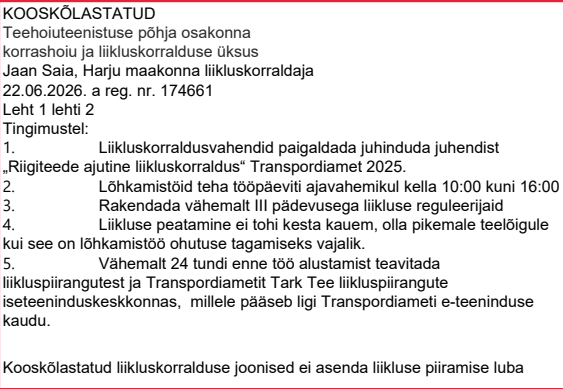 KOOSKÕLASTATUD
Teehoiuteenistuse põhja osakonna
korrashoiu ja liikluskorralduse üksus
Jaan Saia, Harju maakonna liikluskorraldaja
22.06.2026. a reg. nr. 174661
Leht 1 lehti 2
Tingimustel:
1. Liikluskorraldusvahendid paigaldada juhinduda juhendist
„Riigiteede ajutine liikluskorraldus“ Transpordiamet 2025.
2. Lõhkamistöid teha tööpäeviti ajavahemikul kella 10:00 kuni 16:00
3. Rakendada vähemalt III pädevusega liikluse reguleerijaid
4. Liikluse peatamine ei tohi kesta kauem, olla pikemale teelõigule
kui see on lõhkamistöö ohutuse tagamiseks vajalik.
5. Vähemalt 24 tundi enne töö alustamist teavitada
liikluspiirangutest ja Transpordiametit Tark Tee liikluspiirangute
iseteeninduskeskkonnas, millele pääseb ligi Transpordiameti e-teeninduse
kaudu.
Kooskõlastatud liikluskorralduse joonised ei asenda liikluse piiramise luba